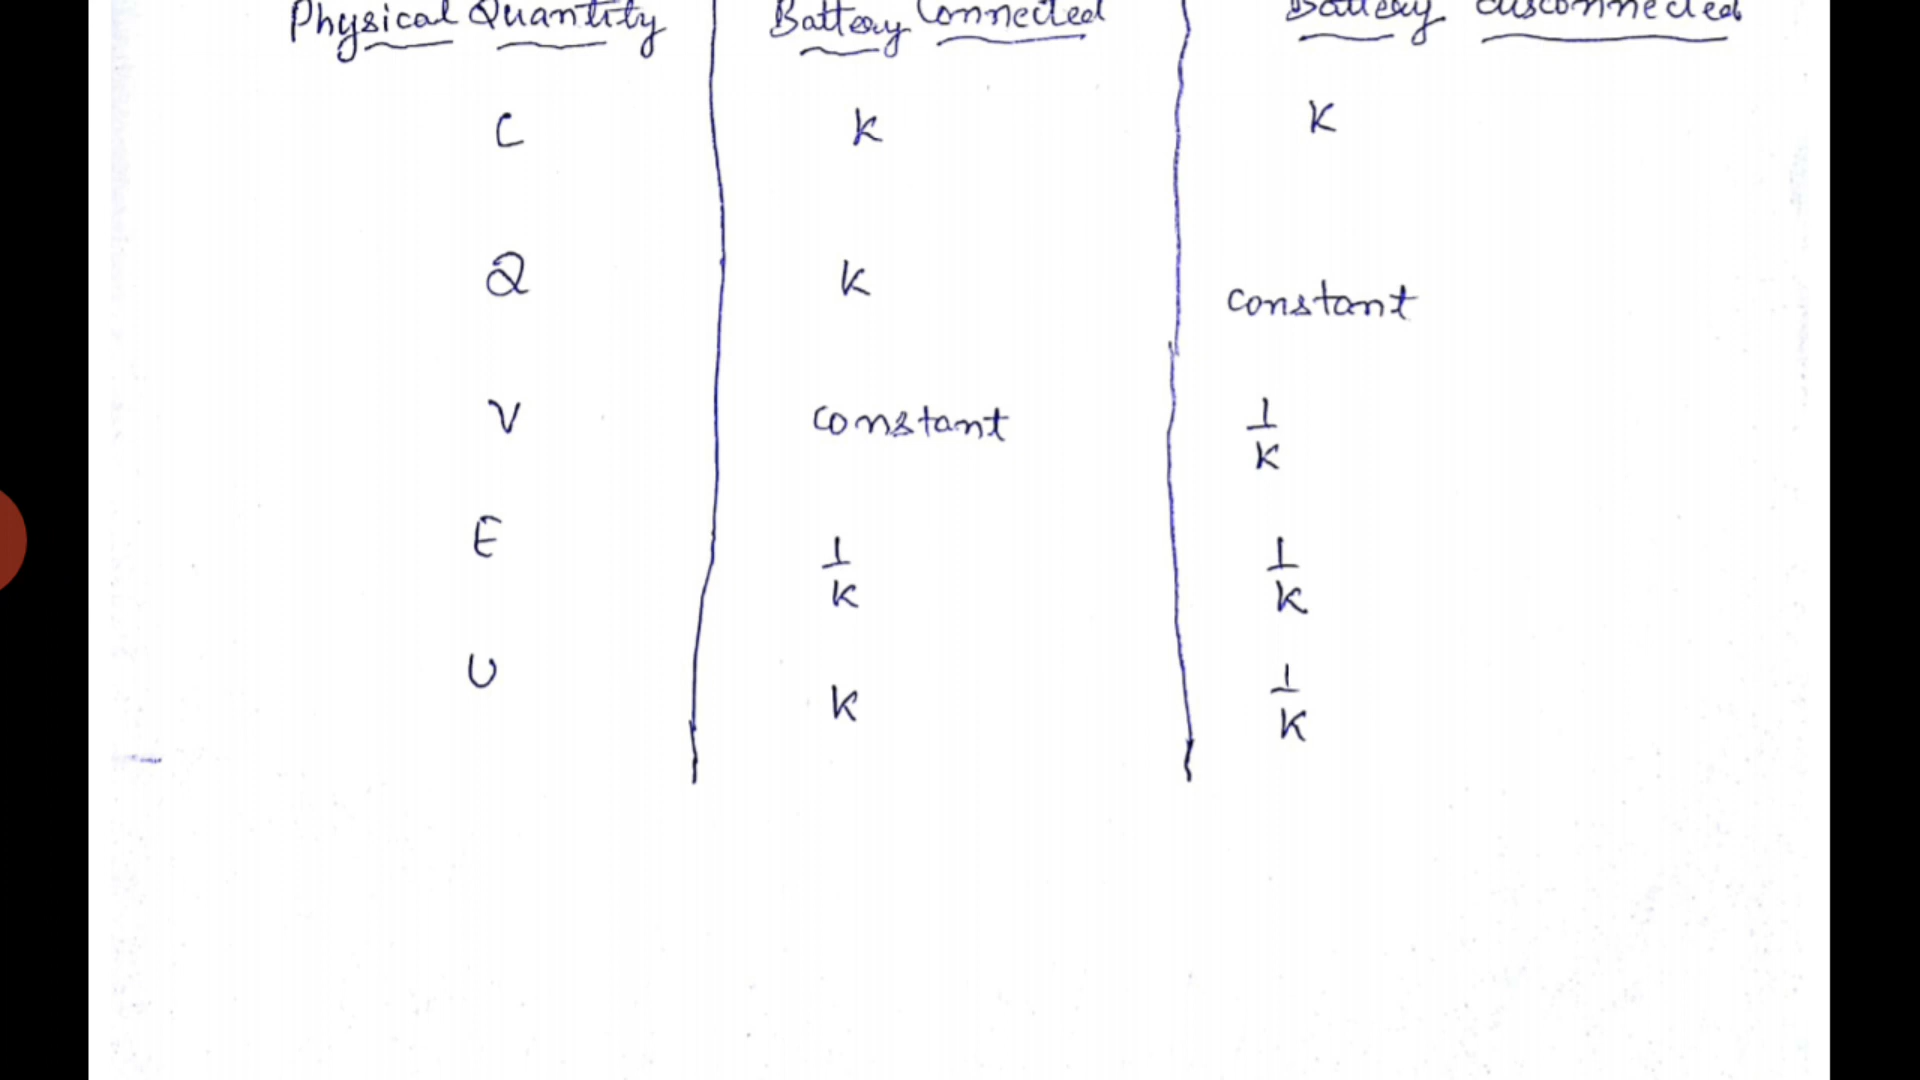 Physical Quantity Battery Connected Battery disconnected
C K K
Q K constant
V constant 1/K
E 1/K 1/K
U K 1/K